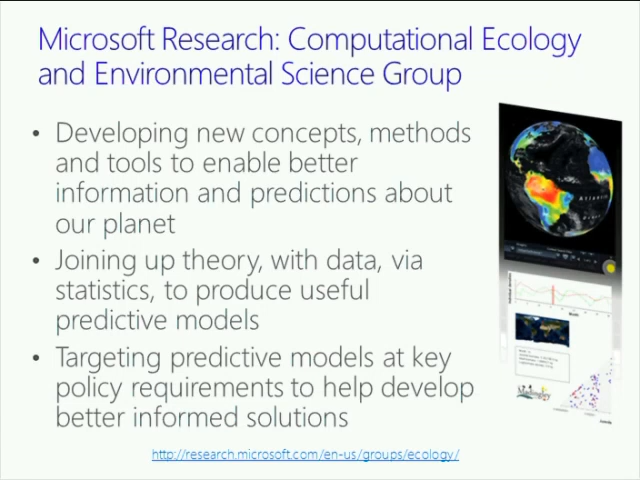 Microsoft Research: Computational Ecology
and Environmental Science Group
• Developing new concepts, methods
and tools to enable better
information and predictions about
our planet
• Joining up theory, with data, via
statistics, to produce useful
predictive models
• Targeting predictive models at key
policy requirements to help develop
better informed solutions
http://research.microsoft.com/en-us/groups/ecology/